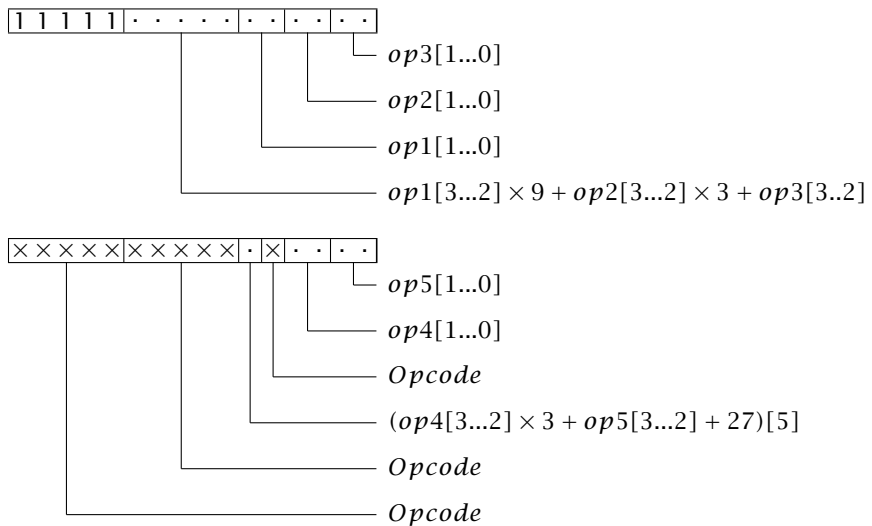 1 1 1 1 1 · · · · · · · · · · ·
op3[1...0]
op2[1...0]
op1[1...0]
op1[3...2] × 9 + op2[3...2] × 3 + op3[3..2]
× × × × × × × × × × · × · · · ·
op5[1...0]
op4[1...0]
Opcode
(op4[3...2] × 3 + op5[3...2] + 27)[5]
Opcode
Opcode